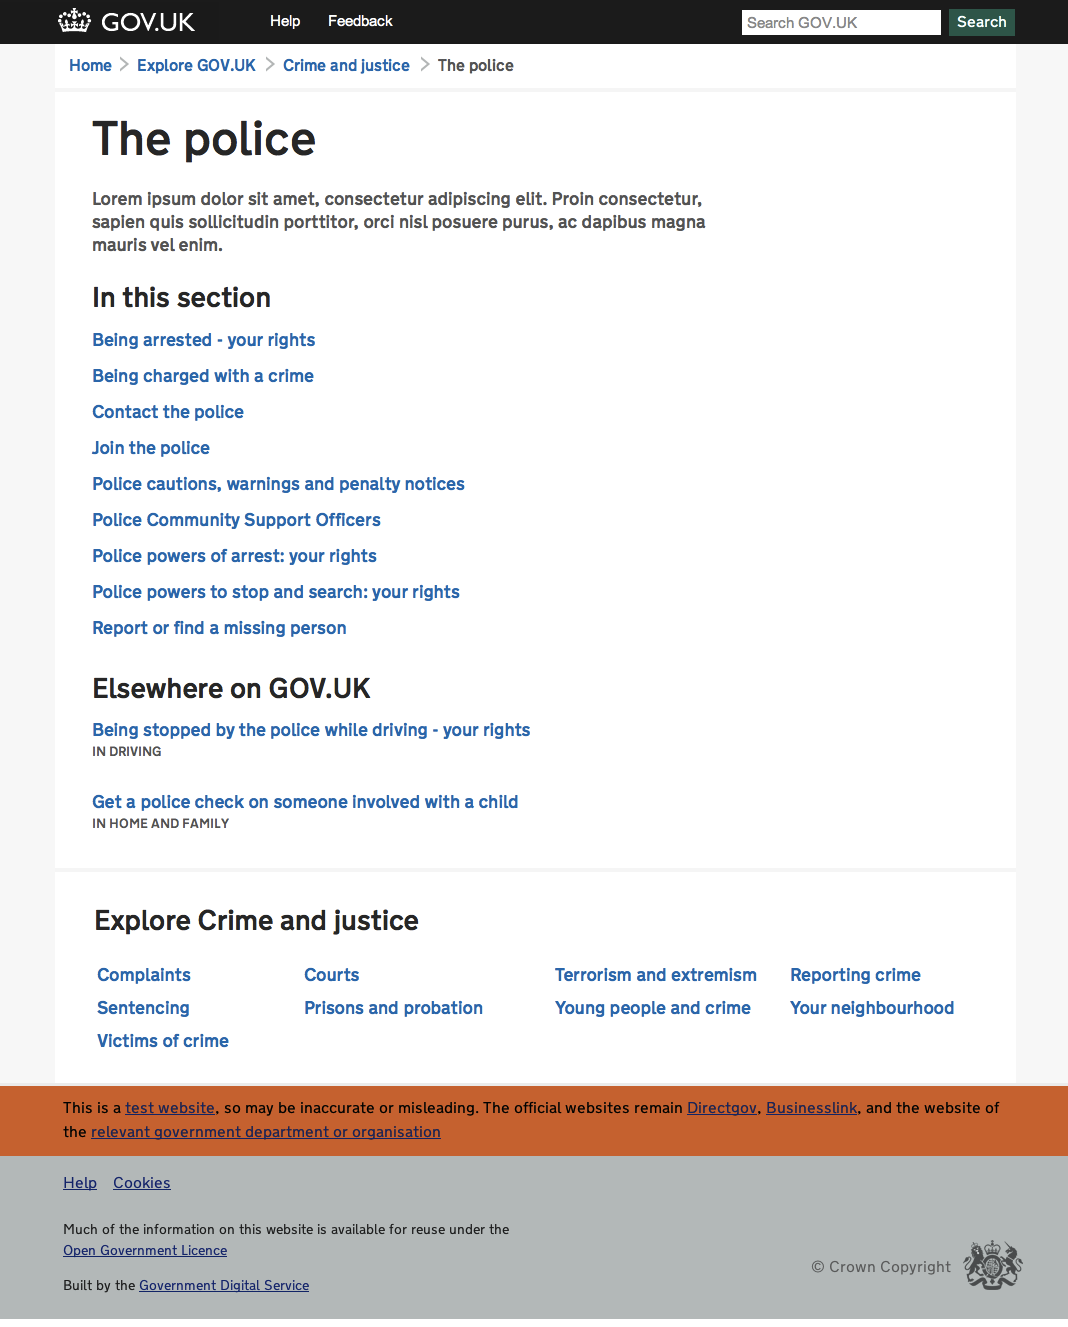 GOV.UK Help Feedback Search GOV.UK Search
Home Explore GOV.UK Crime and justice The police
The police
Lorem ipsum dolor sit amet, consectetur adipiscing elit. Proin consectetur,
sapien quis sollicitudin porttitor, orci nisl posuere purus, ac dapibus magna
mauris vel enim.
In this section
Being arrested - your rights
Being charged with a crime
Contact the police
Join the police
Police cautions, warnings and penalty notices
Police Community Support Officers
Police powers of arrest: your rights
Police powers to stop and search: your rights
Report or find a missing person
Elsewhere on GOV.UK
Being stopped by the police while driving - your rights
IN DRIVING
Get a police check on someone involved with a child
IN HOME AND FAMILY
Explore Crime and justice
Complaints Courts Terrorism and extremism Reporting crime
Sentencing Prisons and probation Young people and crime Your neighbourhood
Victims of crime
This is a test website, so may be inaccurate or misleading. The official websites remain Directgov, Businesslink, and the website of
the relevant government department or organisation
Help Cookies
Much of the information on this website is available for reuse under the
Open Government Licence
© Crown Copyright
Built by the Government Digital Service